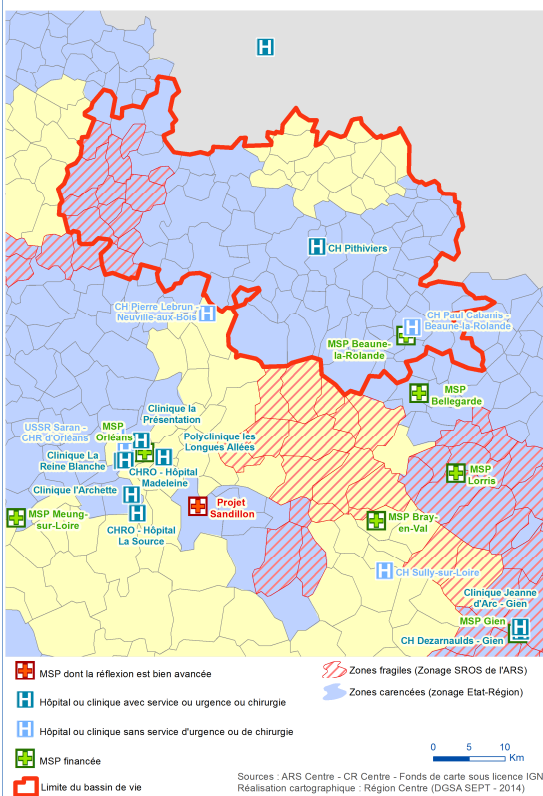 CH Pithiviers
CH Pierre Lebrun -
Neuville-aux-Bois
CH Paul Cabanis -
Beaune-la-Rolande
MSP Beaune-
la-Rolande
MSP
Bellegarde
Clinique la
Présentation
USSR Saran -
CHR d'Orléans
MSP
Orléans
Polyclinique les
Longues Allées
Clinique La
Reine Blanche
CHRO - Hôpital
Madeleine
MSP
Lorris
Clinique l'Archette
Projet
Sandillon
MSP Meung-
sur-Loire
MSP Bray-
en-Val
CHRO - Hôpital
La Source
CH Sully-sur-Loire
Clinique Jeanne
d'Arc - Gien
MSP Gien
CH Dezarnaulds - Gien
MSP dont la réflexion est bien avancée
Zones fragiles (Zonage SROS de l'ARS)
Hôpital ou clinique avec service ou urgence ou chirurgie
Zones carencées (zonage Etat-Région)
Hôpital ou clinique sans service d'urgence ou de chirurgie
MSP financée
0 5 10
Km
Limite du bassin de vie
Sources : ARS Centre - CR Centre - Fonds de carte sous licence IGN
Réalisation cartographique : Région Centre (DGSA SEPT - 2014)